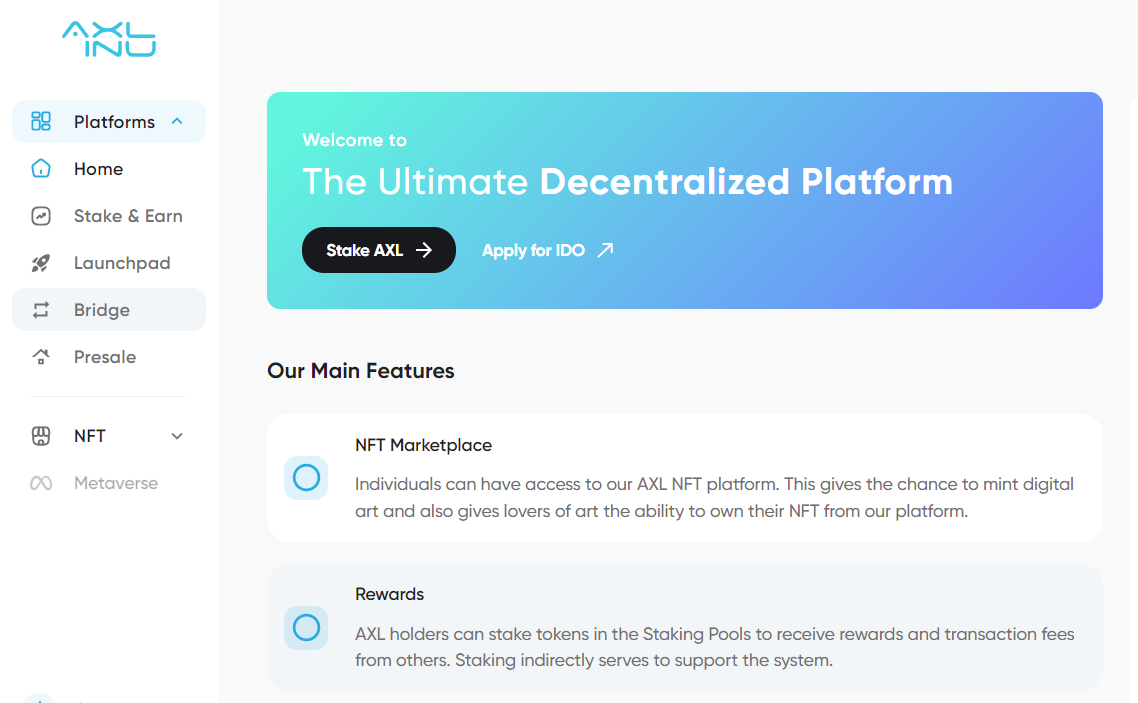 AXL
INU
Platforms
Home
Stake & Earn
Launchpad
Bridge
Presale
NFT
Metaverse
Welcome to
The Ultimate Decentralized Platform
Stake AXL
Apply for IDO
Our Main Features
NFT Marketplace
Individuals can have access to our AXL NFT platform. This gives the chance to mint digital
art and also gives lovers of art the ability to own their NFT from our platform.
Rewards
AXL holders can stake tokens in the Staking Pools to receive rewards and transaction fees
from others. Staking indirectly serves to support the system.